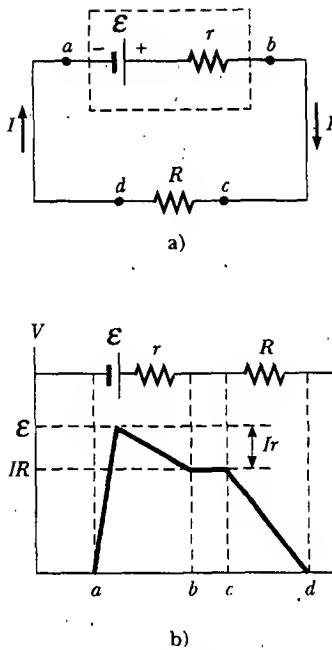 ε
a - + r b
I I
R
d c
a)
V
ε r R
ε
Ir
IR
a b c d
b)